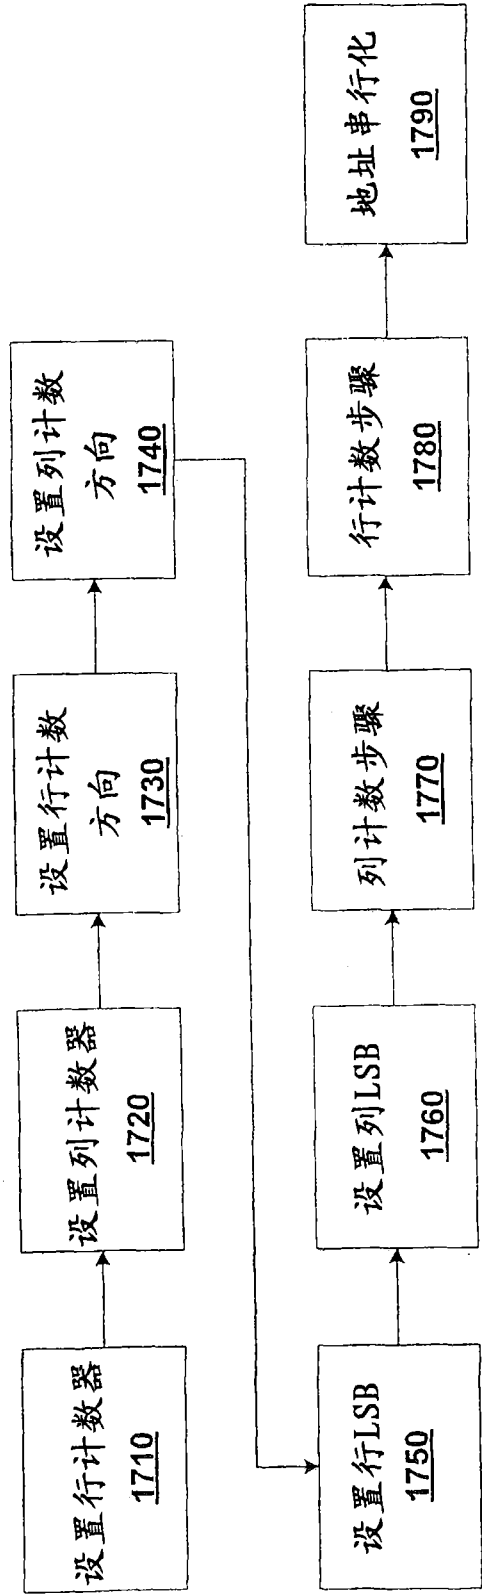 设置行计数器
1710
设置列计数器
1720
设置行计数
方向
1730
设置列计数
方向
1740
设置行LSB
1750
设置列LSB
1760
列计数步骤
1770
行计数步骤
1780
地址串行化
1790